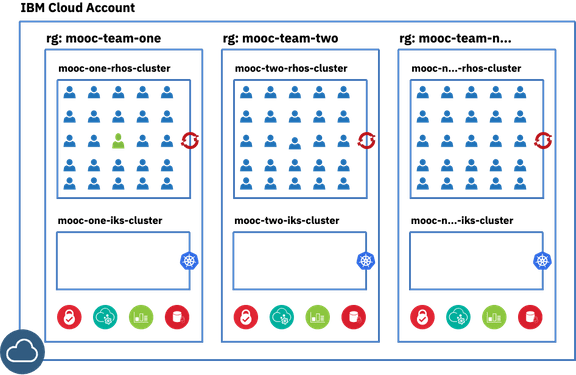 IBM Cloud Account
rg: mooc-team-one
rg: mooc-team-two
rg: mooc-team-n...
mooc-one-rhos-cluster
mooc-two-rhos-cluster
mooc-n...-rhos-cluster
mooc-one-iks-cluster
mooc-two-iks-cluster
mooc-n...-iks-cluster